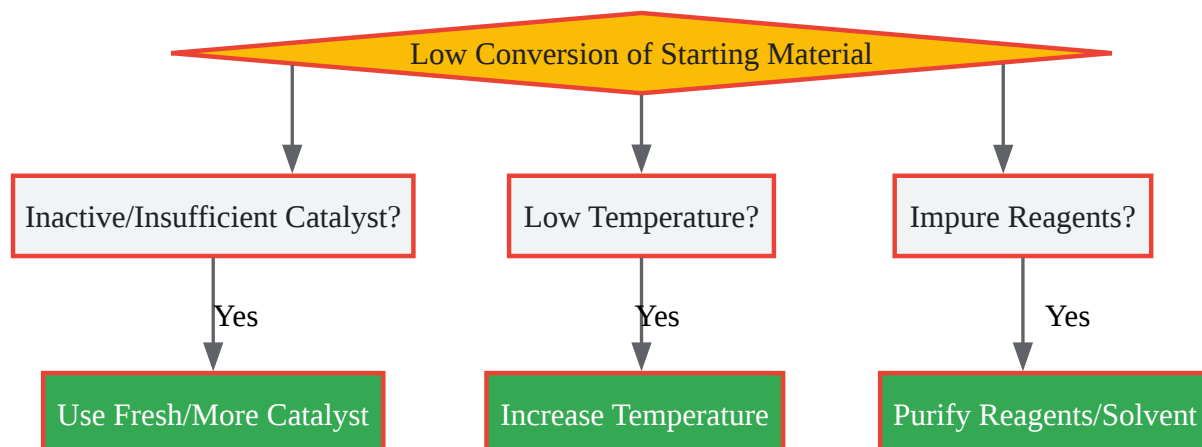 Low Conversion of Starting Material
Inactive/Insufficient Catalyst?
Low Temperature?
Impure Reagents?
Yes
Yes
Yes
Use Fresh/More Catalyst
Increase Temperature
Purify Reagents/Solvent